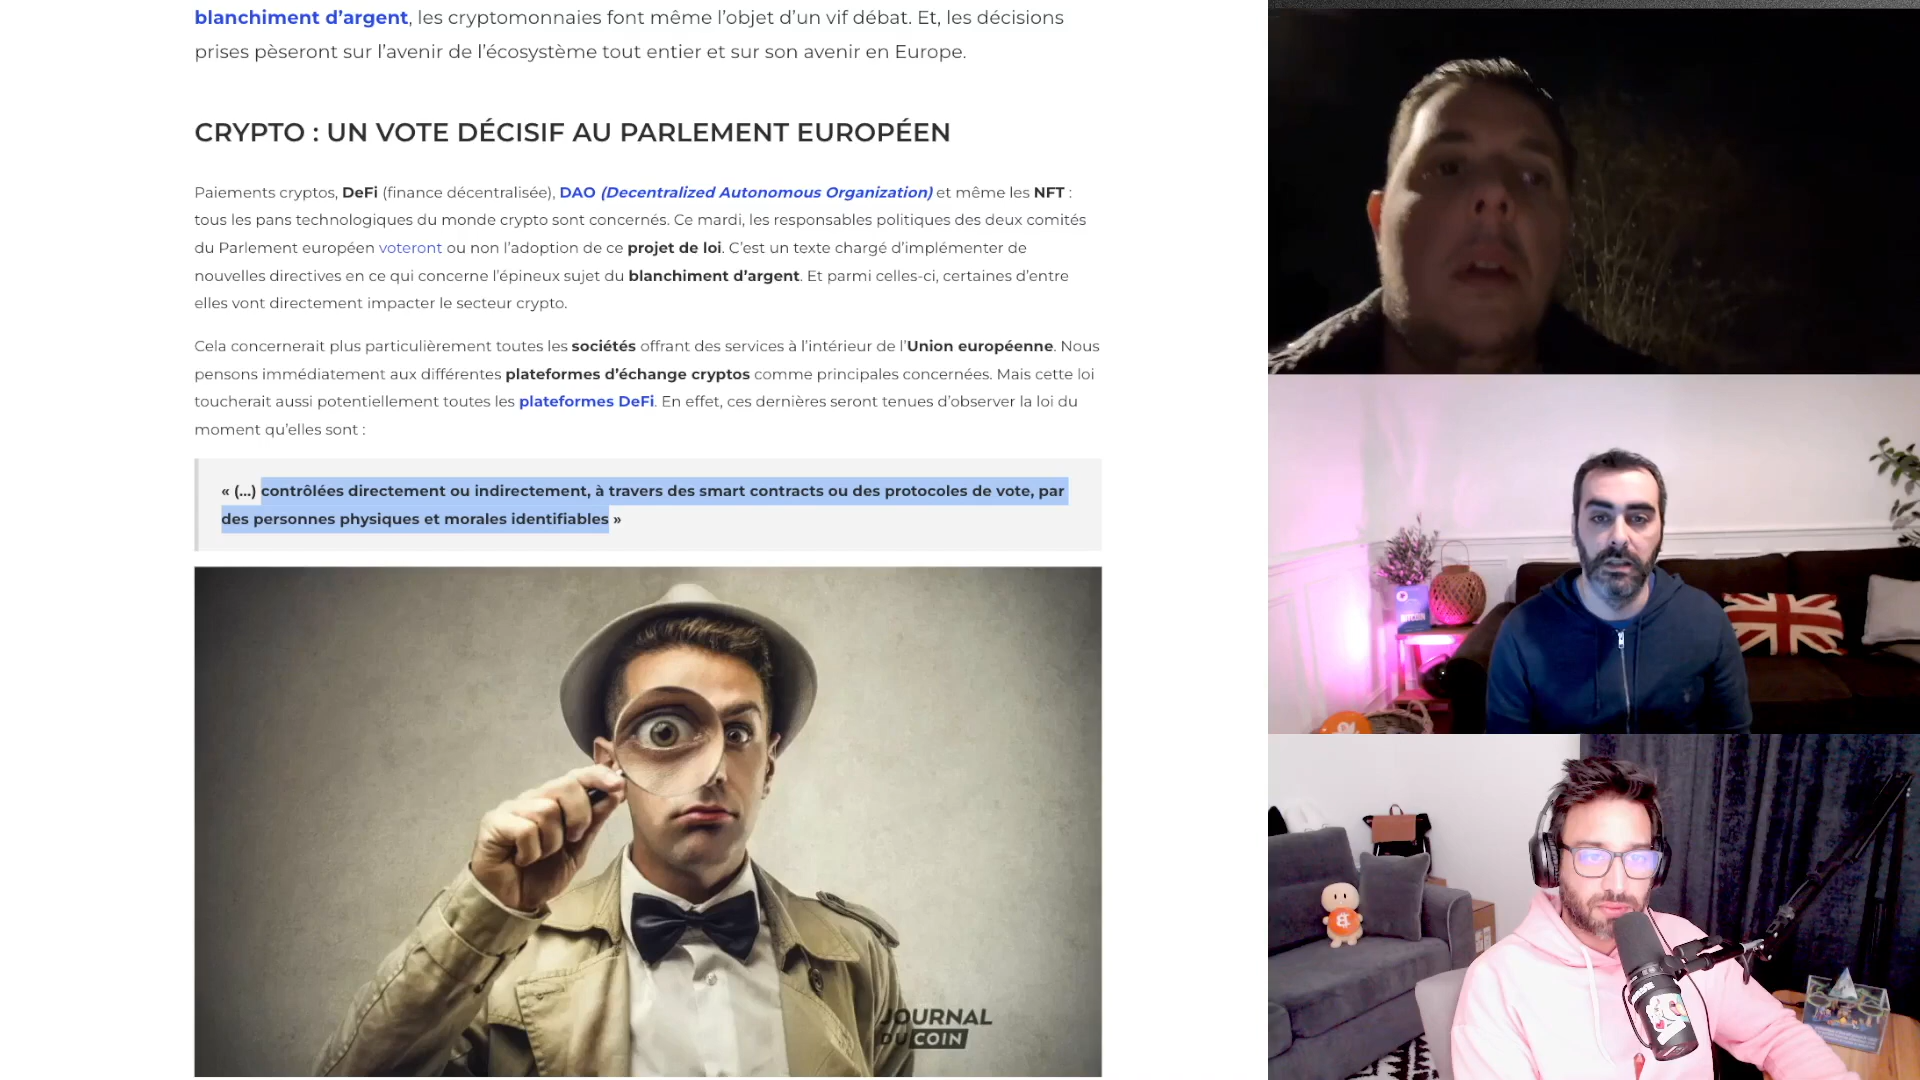 blanchiment d’argent, les cryptomonnaies font même l’objet d’un vif débat. Et, les décisions
prises pèseront sur l’avenir de l’écosystème tout entier et sur son avenir en Europe.
CRYPTO : UN VOTE DÉCISIF AU PARLEMENT EUROPÉEN
Paiements cryptos, DeFi (finance décentralisée), DAO (Decentralized Autonomous Organization) et même les NFT :
tous les pans technologiques du monde crypto sont concernés. Ce mardi, les responsables politiques des deux comités
du Parlement européen voteront ou non l’adoption de ce projet de loi. C’est un texte chargé d’implémenter de
nouvelles directives en ce qui concerne l’épineux sujet du blanchiment d’argent. Et parmi celles-ci, certaines d’entre
elles vont directement impacter le secteur crypto.
Cela concernerait plus particulièrement toutes les sociétés offrant des services à l’intérieur de l’Union européenne. Nous
pensons immédiatement aux différentes plateformes d’échange cryptos comme principales concernées. Mais cette loi
toucherait aussi potentiellement toutes les plateformes DeFi. En effet, ces dernières seront tenues d’observer la loi du
moment qu’elles sont :
« (…) contrôlées directement ou indirectement, à travers des smart contracts ou des protocoles de vote, par
des personnes physiques et morales identifiables »
JOURNAL
DU COIN
BITCOIN